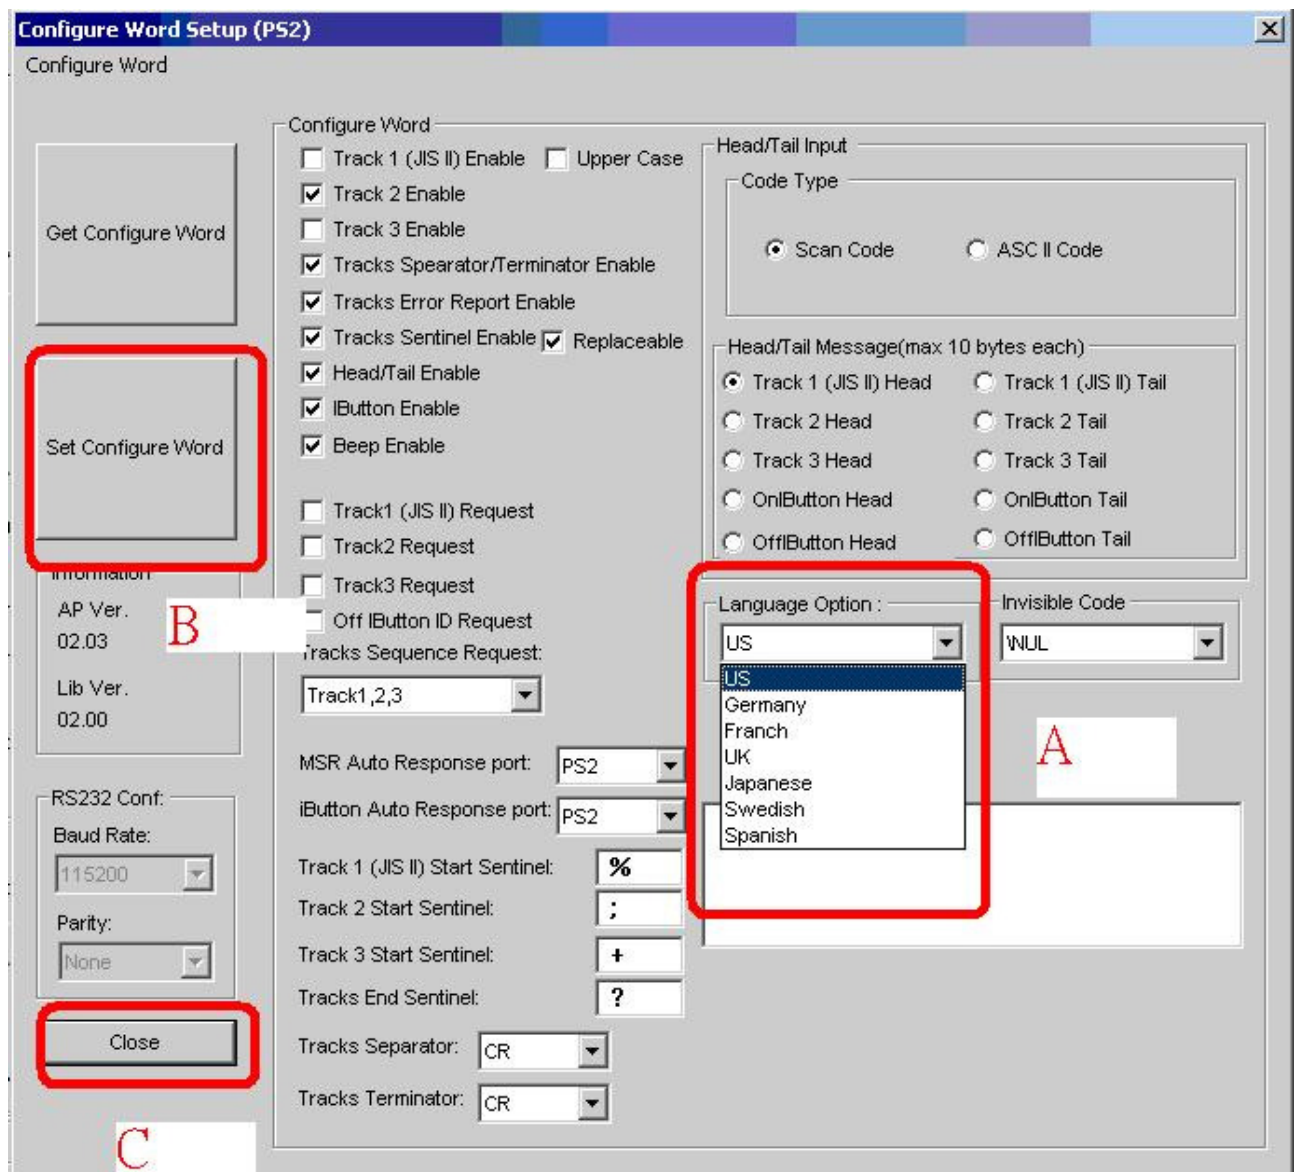 Configure Word Setup (PS2)
Configure Word
Get Configure Word
Set Configure Word
B
Information
AP Ver.
02.03
Lib Ver.
02.00
RS232 Conf:
Baud Rate:
115200
Parity:
None
Close
C
Configure Word
Track 1 (JIS II) Enable Upper Case
Track 2 Enable
Track 3 Enable
Tracks Spearator/Terminator Enable
Tracks Error Report Enable
Tracks Sentinel Enable Replaceable
Head/Tail Enable
IButton Enable
Beep Enable
Track1 (JIS II) Request
Track2 Request
Track3 Request
Off IButton ID Request
Tracks Sequence Request:
Track1,2,3
MSR Auto Response port: PS2
iButton Auto Response port: PS2
Track 1 (JIS II) Start Sentinel: %
Track 2 Start Sentinel: ;
Track 3 Start Sentinel: +
Tracks End Sentinel: ?
Tracks Separator: CR
Tracks Terminator: CR
Head/Tail Input
Code Type
Scan Code ASC II Code
Head/Tail Message(max 10 bytes each)
Track 1 (JIS II) Head Track 1 (JIS II) Tail
Track 2 Head Track 2 Tail
Track 3 Head Track 3 Tail
OnIButton Head OnIButton Tail
OffIButton Head OffIButton Tail
Language Option :
US
US
Germany
Franch
UK
Japanese
Swedish
Spanish
Invisible Code
\NUL
A